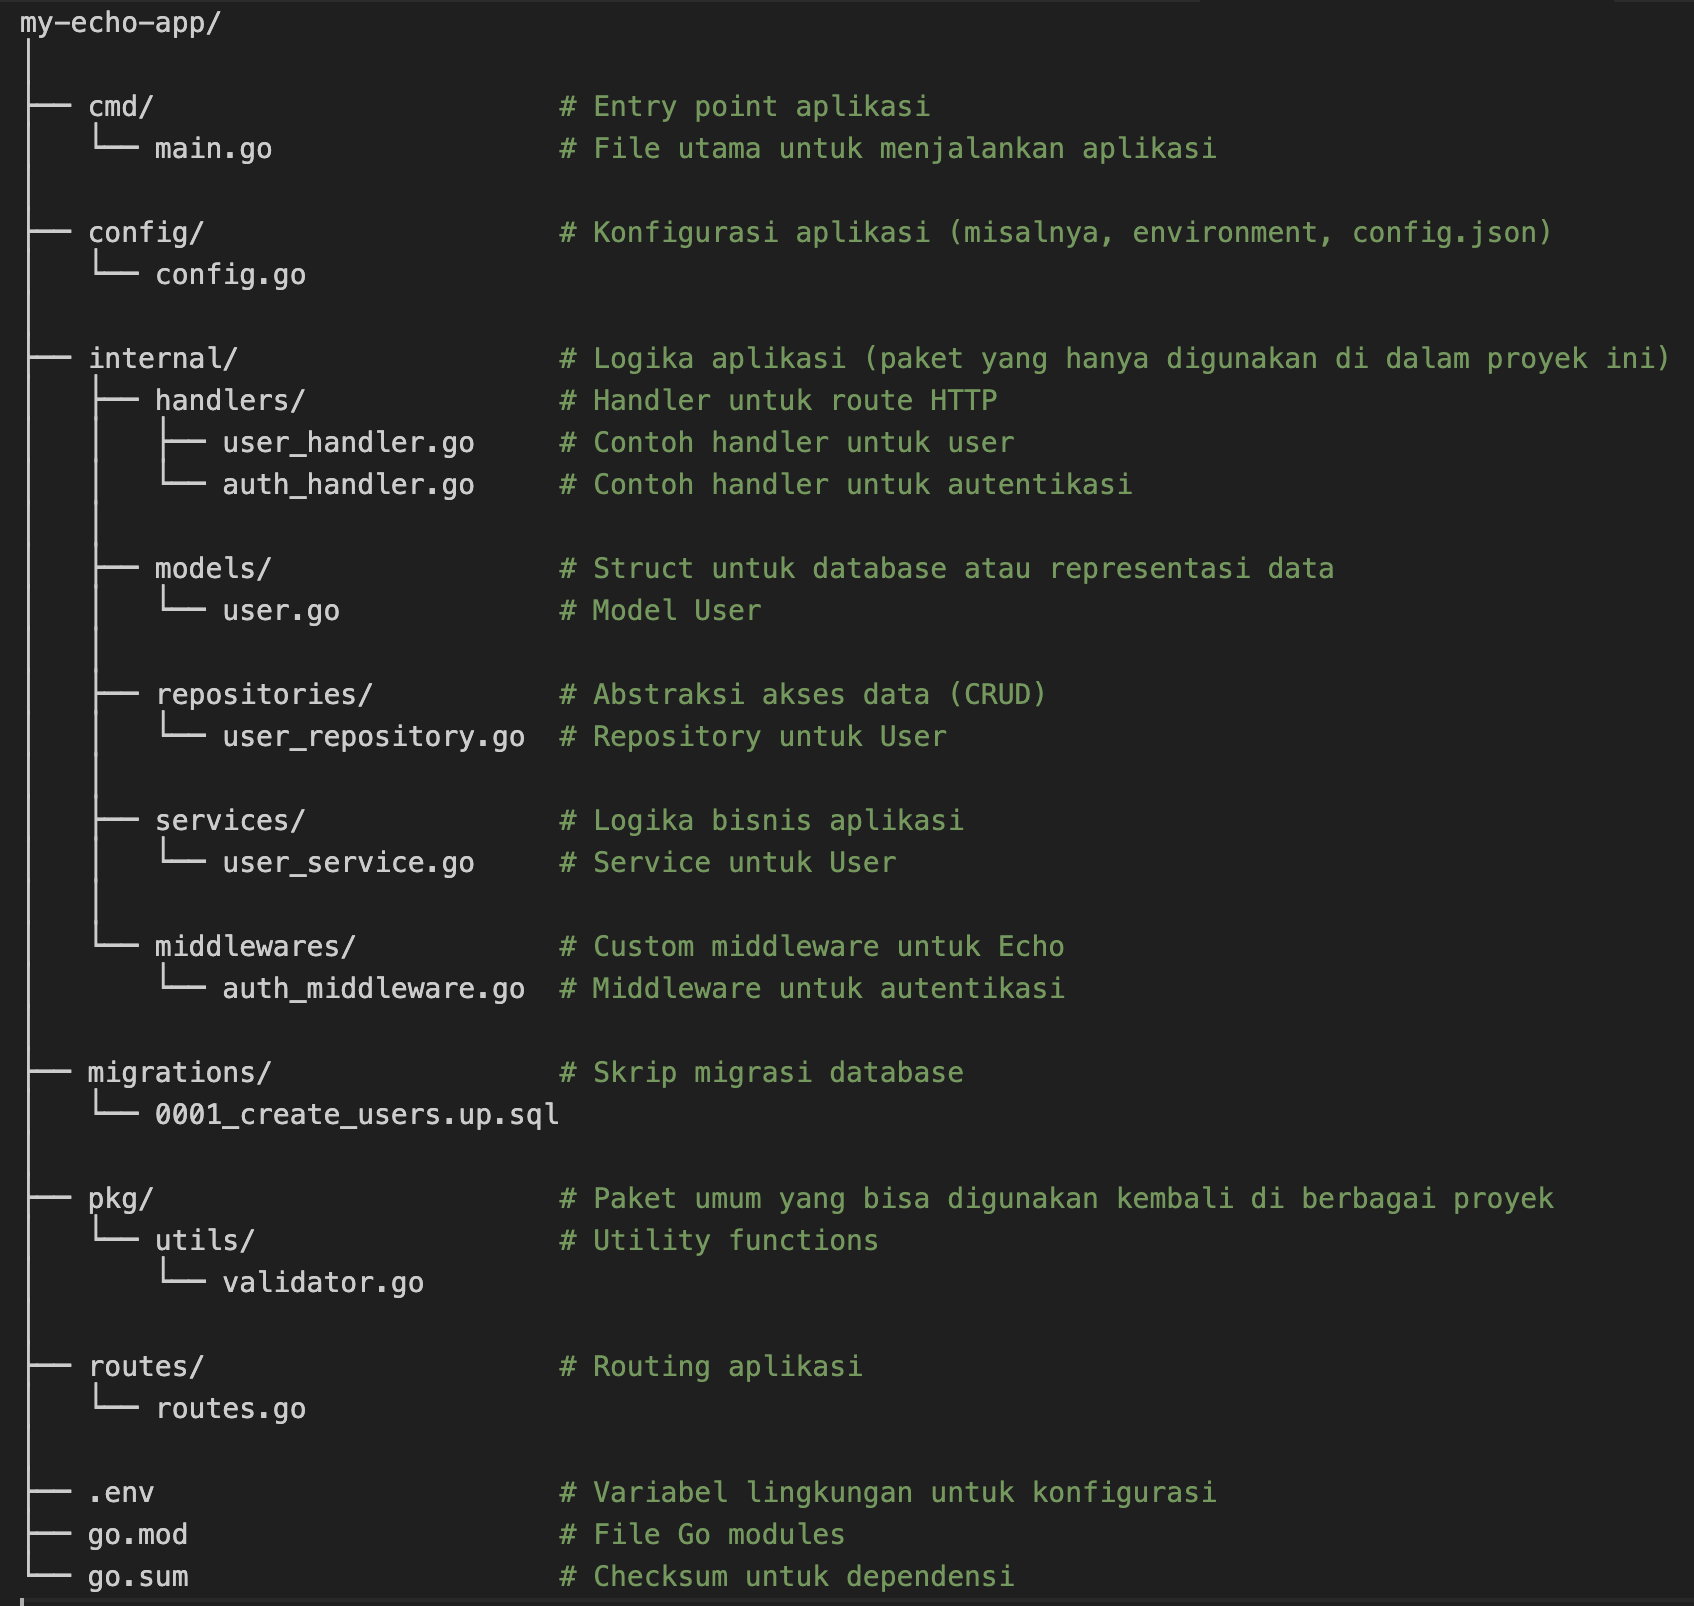 my-echo-app/
│
├── cmd/                        # Entry point aplikasi
│   └── main.go                 # File utama untuk menjalankan aplikasi
│
├── config/                     # Konfigurasi aplikasi (misalnya, environment, config.json)
│   └── config.go
│
├── internal/                   # Logika aplikasi (paket yang hanya digunakan di dalam proyek ini)
│   ├── handlers/               # Handler untuk route HTTP
│   │   ├── user_handler.go     # Contoh handler untuk user
│   │   └── auth_handler.go     # Contoh handler untuk autentikasi
│   │
│   ├── models/                 # Struct untuk database atau representasi data
│   │   └── user.go             # Model User
│   │
│   ├── repositories/           # Abstraksi akses data (CRUD)
│   │   └── user_repository.go  # Repository untuk User
│   │
│   ├── services/               # Logika bisnis aplikasi
│   │   └── user_service.go     # Service untuk User
│   │
│   └── middlewares/            # Custom middleware untuk Echo
│       └── auth_middleware.go  # Middleware untuk autentikasi
│
├── migrations/                 # Skrip migrasi database
│   └── 0001_create_users.up.sql
│
├── pkg/                        # Paket umum yang bisa digunakan kembali di berbagai proyek
│   └── utils/                  # Utility functions
│       └── validator.go
│
├── routes/                     # Routing aplikasi
│   └── routes.go
│
├── .env                        # Variabel lingkungan untuk konfigurasi
├── go.mod                      # File Go modules
└── go.sum                      # Checksum untuk dependensi